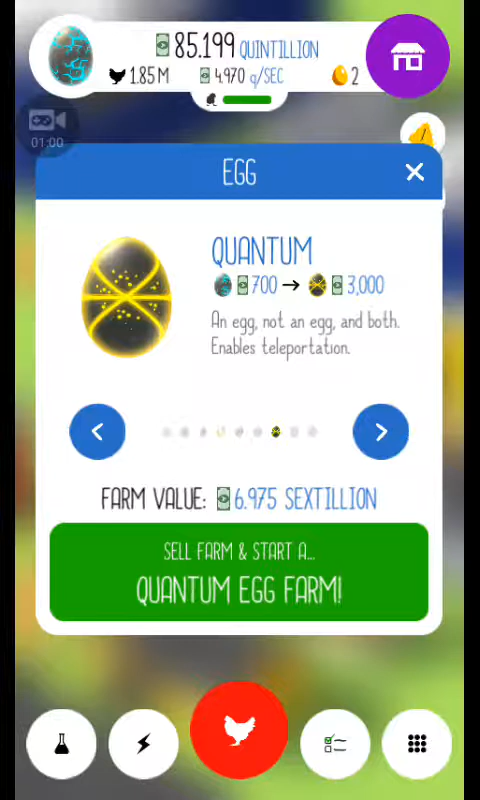 85.199 QUINTILLION
1.85M 4.970 q/SEC 2
01:00
EGG
QUANTUM
700 → 3,000
An egg, not an egg, and both.
Enables teleportation.
FARM VALUE: 6.975 SEXTILLION
SELL FARM & START A...
QUANTUM EGG FARM!